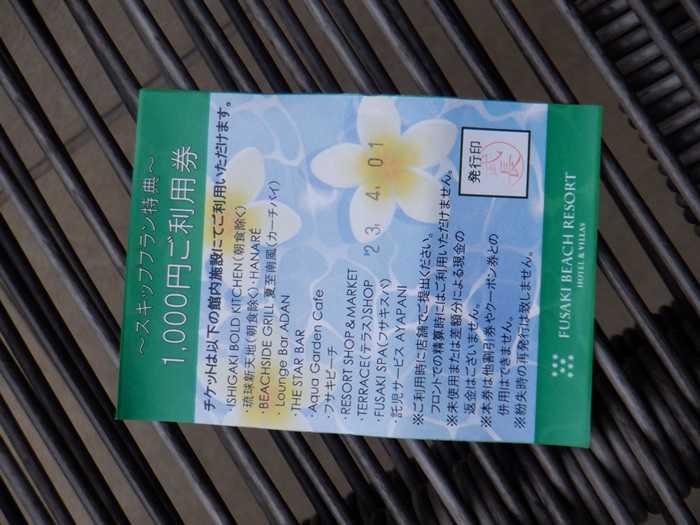 ～スキップラン特典～
1,000円ご利用券
チケットは以下の館内施設にてご利用いただけます。
・ISHIGAKI BOLD KITCHEN(朝食除く)
・琉球新天地(朝食除く)・HANARÉ
・BEACHSIDE GRILL 夏至南風(カーチバイ)
・Lounge Bar ADAN
・THE STAR BAR
・Aqua Garden Cafe
・フサキビーチ
・RESORT SHOP & MARKET
・TERRACE(テラス)SHOP
・FUSAKI SPA(フサキスパ)
・託児サービス AYAPANI
'23, 4, 01
※ご利用時に店舗でご提出ください。
フロントでの精算時にはご利用いただけません。
※未使用または差額分による現金の
返金はございません。
※本券は他割引券やクーポン券との
併用はできません。
※紛失時の再発行は致しません。
発行印
FUSAKI BEACH RESORT
HOTEL & VILLAS